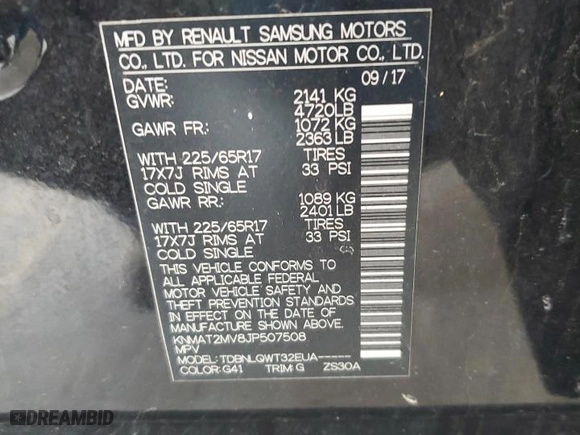 MFD BY RENAULT SAMSUNG MOTORS
CO., LTD. FOR NISSAN MOTOR CO., LTD.
DATE: 09/17
GVWR: 2141 KG
4720LB
GAWR FR: 1072 KG
2363 LB
WITH 225/65R17 TIRES
17X7J RIMS AT 33 PSI
COLD SINGLE
GAWR RR: 1089 KG
2401 LB
WITH 225/65R17 TIRES
17X7J RIMS AT 33 PSI
COLD SINGLE
THIS VEHICLE CONFORMS TO
ALL APPLICABLE FEDERAL
MOTOR VEHICLE SAFETY AND
THEFT PREVENTION STANDARDS
IN EFFECT ON THE DATE OF
MANUFACTURE SHOWN ABOVE.
KNMAT2MV8JP507508
MPV
MODEL: TDBNLQWT32EUA-----
COLOR: G41 TRIM: G ZS30A
DREAMBID